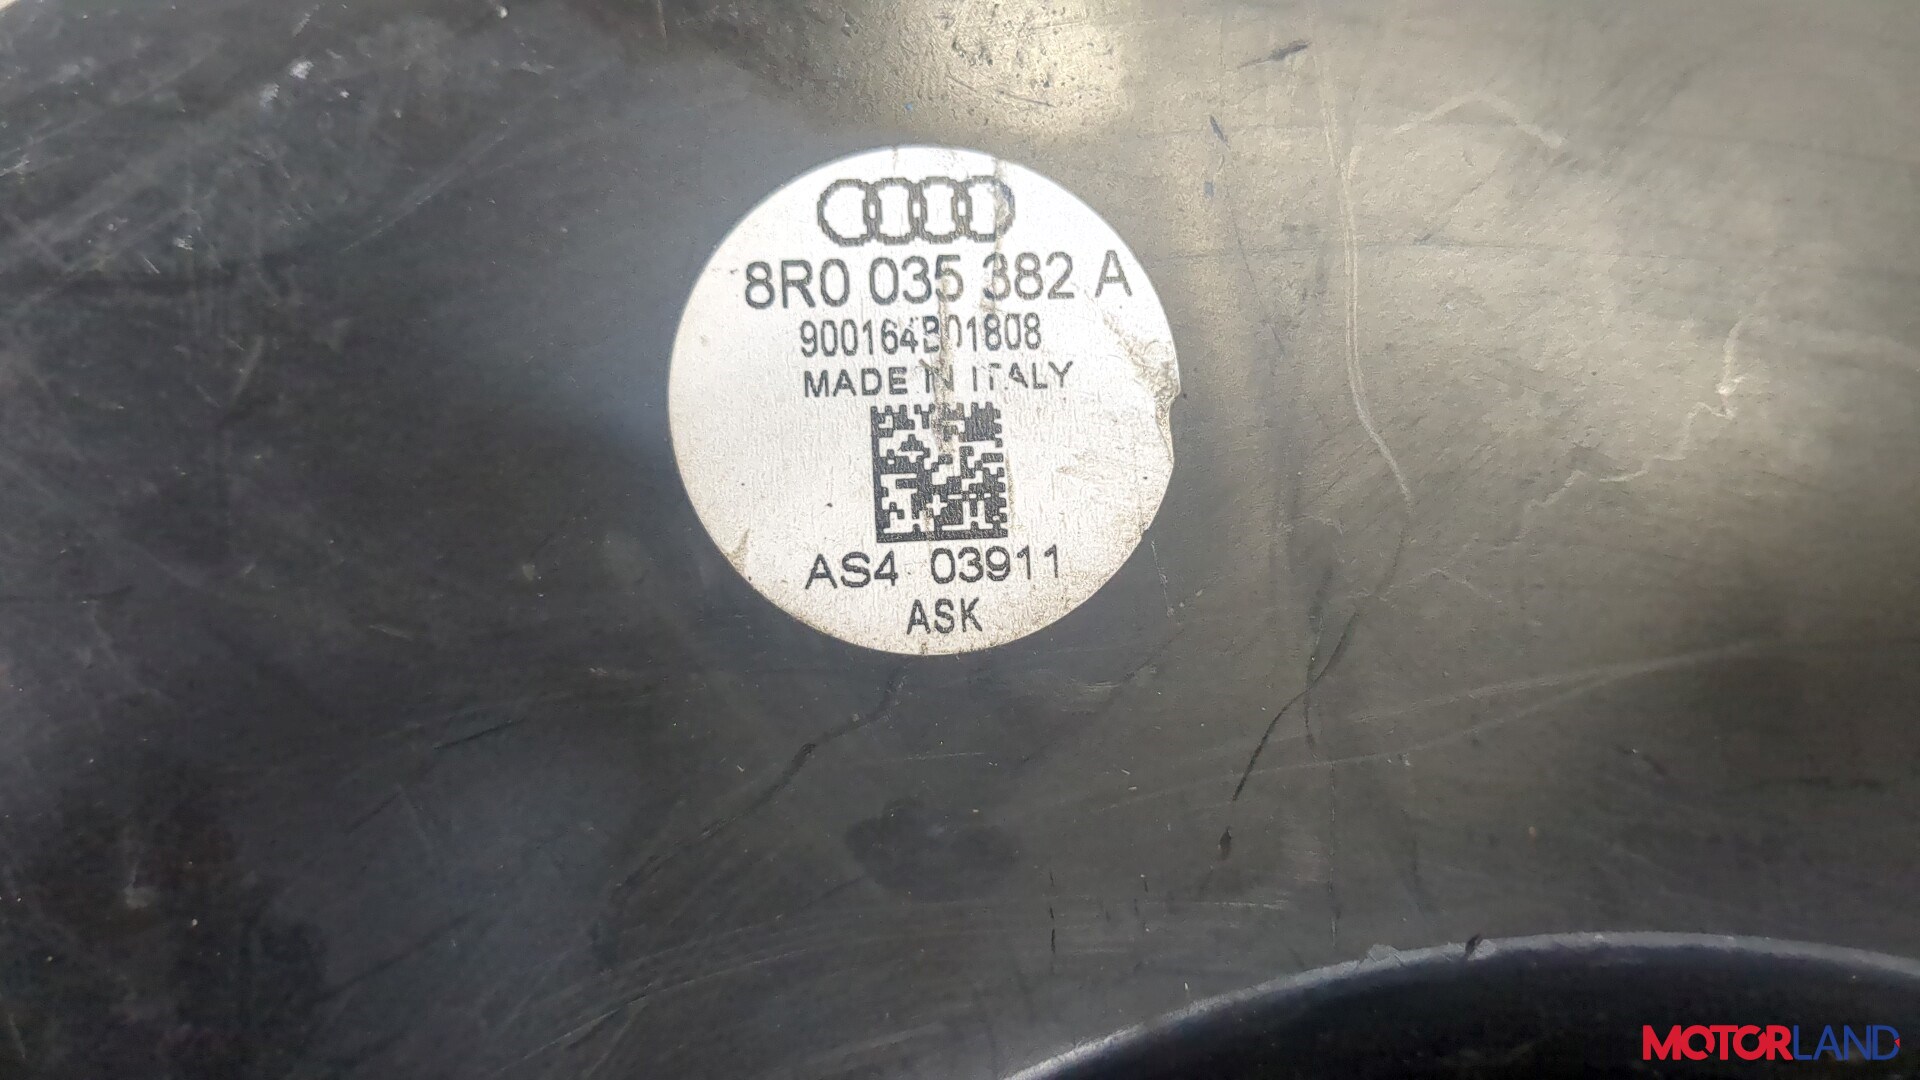 8R0 035 382 A
900164B01808
MADE IN ITALY
AS4 03911
ASK
MOTORLAND